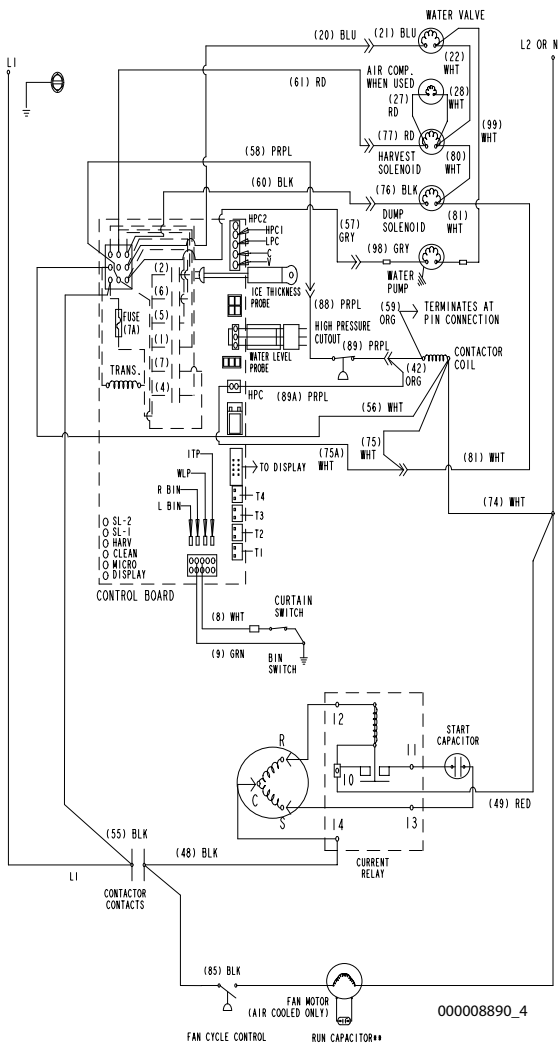 WATER VALVE
(20) BLU
(21) BLU
L2 OR N
L1
(22) WHT
AIR COMP. WHEN USED
(61) RD
(27) RD
(28) WHT
(99) WHT
(77) RD
(58) PRPL
HARVEST SOLENOID
(80) WHT
(60) BLK
(76) BLK
HPC2
HPC1
LPC
C
V
(57) GRY
DUMP SOLENOID
(81) WHT
(98) GRY
(2)
ICE THICKNESS PROBE
WATER PUMP
(6)
(88) PRPL
(59) ORG
TERMINATES AT PIN CONNECTION
FUSE (7A)
(5)
HIGH PRESSURE CUTOUT
(1)
(89) PRPL
CONTACTOR COIL
WATER LEVEL PROBE
TRANS.
(7)
(42) ORG
(4)
HPC
(89A) PRPL
(56) WHT
(75) WHT
(75A) WHT
(81) WHT
ITP
TO DISPLAY
WLP
(74) WHT
R BIN
T4
L BIN
T3
SL-2
SL-1
T2
HARV
CLEAN
T1
MICRO
DISPLAY
CONTROL BOARD
CURTAIN SWITCH
(8) WHT
(9) GRN
BIN SWITCH
R
C
S
12
11
START CAPACITOR
10
(49) RED
14
13
(55) BLK
(48) BLK
CURRENT RELAY
L1
CONTACTOR CONTACTS
(85) BLK
FAN MOTOR
(AIR COOLED ONLY)
000008890_4
FAN CYCLE CONTROL
RUN CAPACITOR**